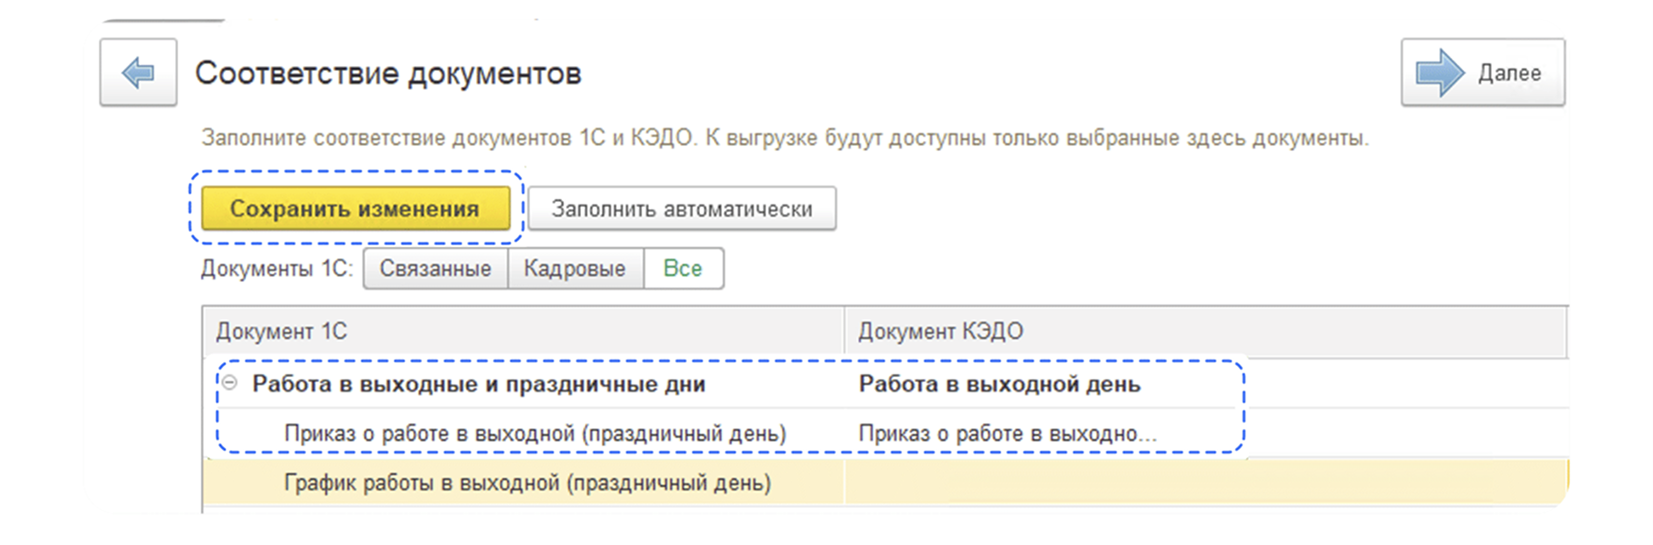 Соответствие документов
Далее
Заполните соответствие документов 1С и КЭДО. К выгрузке будут доступны только выбранные здесь документы.
Сохранить изменения Заполнить автоматически
Документы 1С: Связанные Кадровые Все
Документ 1С Документ КЭДО
Работа в выходные и праздничные дни Работа в выходной день
Приказ о работе в выходной (праздничный день) Приказ о работе в выходно...
График работы в выходной (праздничный день)